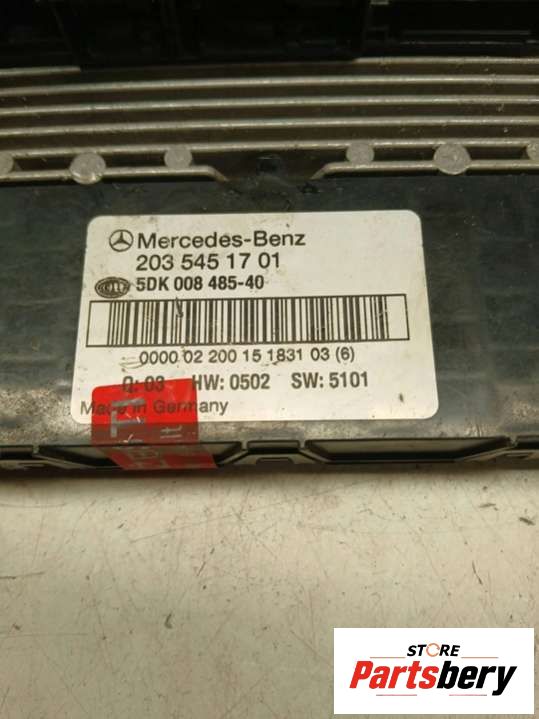 Mercedes-Benz
203 545 17 01
HELLA 5DK 008 485-40
0000 02 200 15 1831 03 (6)
Q: 03 HW: 0502 SW: 5101
Made in Germany
STORE
Partsbery